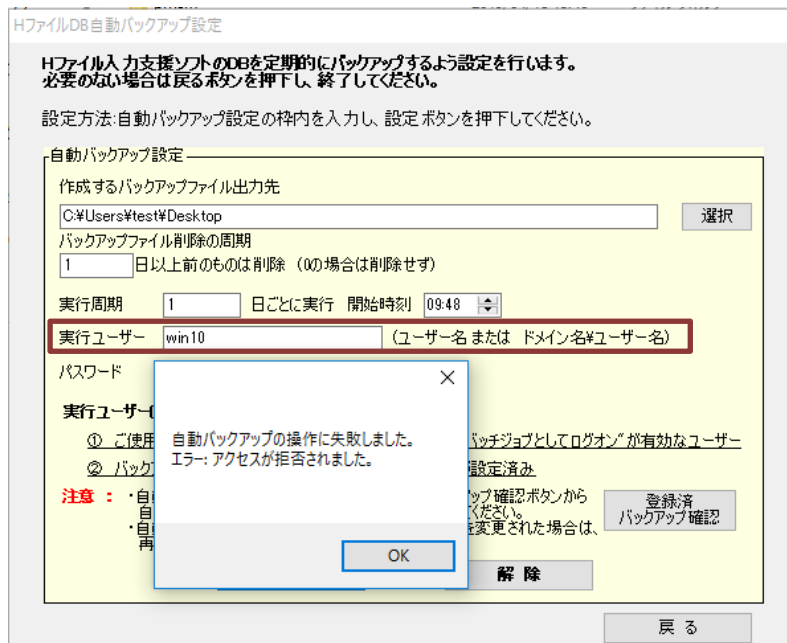 HファイルDB自動バックアップ設定
Hファイル入力支援ソフトのDBを定期的にバックアップするよう設定を行います。
必要のない場合は戻るボタンを押下し、終了してください。
設定方法:自動バックアップ設定の枠内を入力し、設定ボタンを押下してください。
自動バックアップ設定
作成するバックアップファイル出力先
C:¥Users¥test¥Desktop
選択
バックアップファイル削除の周期
1 日以上前のものは削除 (0の場合は削除せず)
実行周期 1 日ごとに実行 開始時刻 09:48
実行ユーザー win10 (ユーザー名 または ドメイン名¥ユーザー名)
パスワード
自動バックアップの操作に失敗しました。
エラー: アクセスが拒否されました。
OK
実行ユーザー
① ご使用 バッチジョブとしてログオン"が有効なユーザー
② バック 設定済み
注意 : ・自 アップ確認ボタンから
自 ください。
・自 を変更された場合は、
再
登録済
バックアップ確認
解 除
戻 る